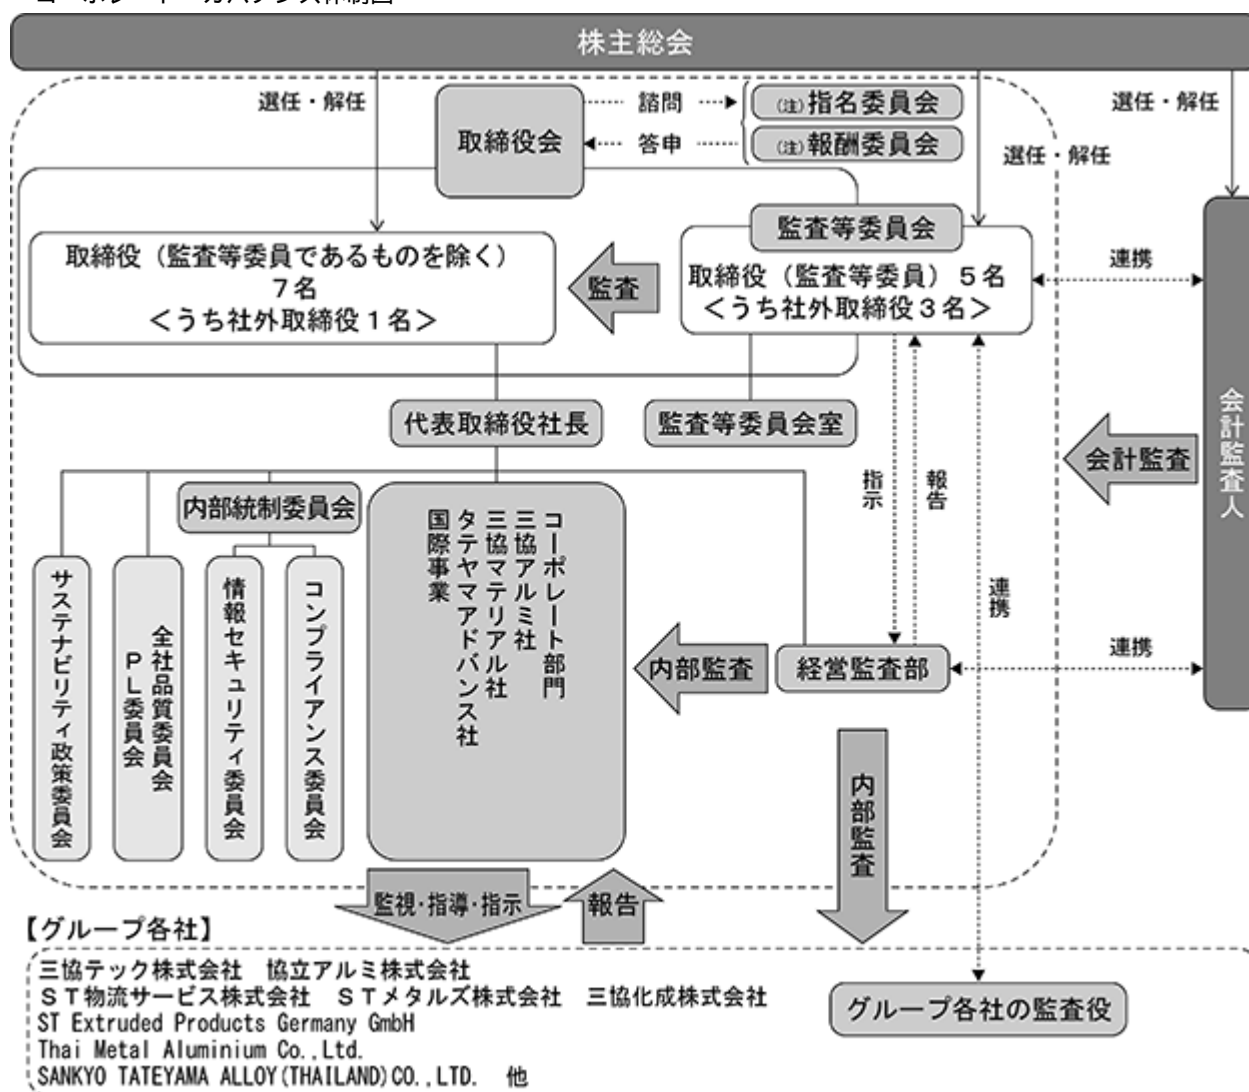 コーポレート・ガバナンス体制図
株主総会
選任・解任
取締役会
諮問
答申
(注)指名委員会
(注)報酬委員会
選任・解任
選任・解任
監査等委員会
取締役（監査等委員であるものを除く）
７名
＜うち社外取締役１名＞
監査
取締役（監査等委員）５名
＜うち社外取締役３名＞
連携
代表取締役社長
監査等委員会室
会計監査人
会計監査
指示
報告
連携
内部統制委員会
サステナビリティ政策委員会
全社品質委員会
ＰＬ委員会
情報セキュリティ委員会
コンプライアンス委員会
コーポレート部門
三協アルミ社
三協マテリアル社
タテヤマアドバンス社
国際事業
内部監査
経営監査部
連携
内部監査
監視・指導・指示
報告
【グループ各社】
三協テック株式会社　協立アルミ株式会社
ＳＴ物流サービス株式会社　ＳＴメタルズ株式会社　三協化成株式会社
ST Extruded Products Germany GmbH
Thai Metal Aluminium Co.,Ltd.
SANKYO TATEYAMA ALLOY(THAILAND)CO.,LTD.　他
グループ各社の監査役